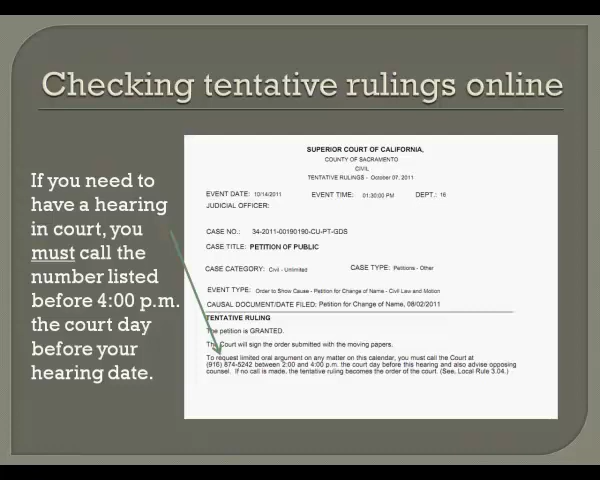 Checking tentative rulings online
If you need to
have a hearing
in court, you
must call the
number listed
before 4:00 p.m.
the court day
before your
hearing date.
SUPERIOR COURT OF CALIFORNIA,
COUNTY OF SACRAMENTO
CIVIL
TENTATIVE RULINGS - October 07, 2011
EVENT DATE: 10/14/2011 EVENT TIME: 01:30:00 PM DEPT.: 16
JUDICIAL OFFICER:
CASE NO.: 34-2011-00190190-CU-PT-GDS
CASE TITLE: PETITION OF PUBLIC
CASE CATEGORY: Civil - Unlimited CASE TYPE: Petitions - Other
EVENT TYPE: Order to Show Cause - Petition for Change of Name - Civil Law and Motion
CAUSAL DOCUMENT/DATE FILED: Petition for Change of Name, 08/02/2011
TENTATIVE RULING
The petition is GRANTED.
The Court will sign the order submitted with the moving papers.
To request limited oral argument on any matter on this calendar, you must call the Court at
(916) 874-5242 between 2:00 and 4:00 p.m. the court day before this hearing and also advise opposing
counsel. If no call is made, the tentative ruling becomes the order of the court. (See, Local Rule 3.04.)